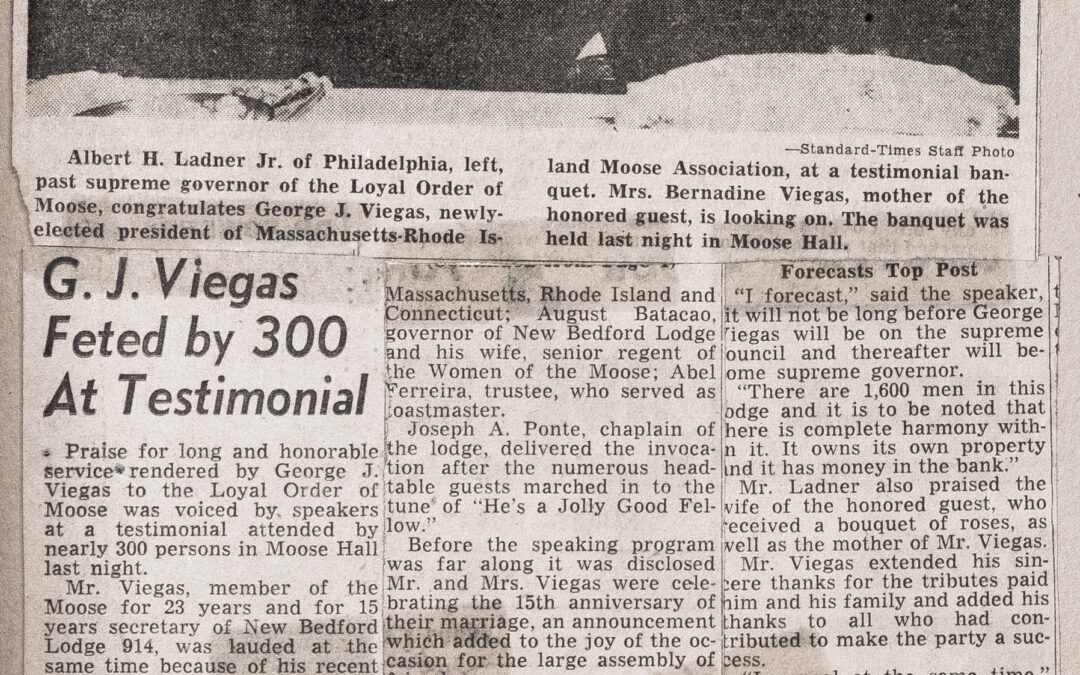 —Standard-Times Staff Photo
Albert H. Ladner Jr. of Philadelphia, left,
past supreme governor of the Loyal Order of
Moose, congratulates George J. Viegas, newly-
elected president of Massachusetts-Rhode Is-
land Moose Association, at a testimonial ban-
quet. Mrs. Bernadine Viegas, mother of the
honored guest, is looking on. The banquet was
held last night in Moose Hall.
G. J. Viegas
Feted by 300
At Testimonial
Praise for long and honorable
service rendered by George J.
Viegas to the Loyal Order of
Moose was voiced by speakers
at a testimonial attended by
nearly 300 persons in Moose Hall
last night.
Mr. Viegas, member of the
Moose for 23 years and for 15
years secretary of New Bedford
Lodge 914, was lauded at the
same time because of his recent
Massachusetts, Rhode Island and
Connecticut; August Batacao,
governor of New Bedford Lodge
and his wife, senior regent of
the Women of the Moose; Abel
Ferreira, trustee, who served as
toastmaster.
Joseph A. Ponte, chaplain of
the lodge, delivered the invoca-
tion after the numerous head-
table guests marched in to the
tune of "He's a Jolly Good Fel-
low."
Before the speaking program
was far along it was disclosed
Mr. and Mrs. Viegas were cele-
brating the 15th anniversary of
their marriage, an announcement
which added to the joy of the oc-
casion for the large assembly of
Forecasts Top Post
"I forecast," said the speaker,
it will not be long before George
iegas will be on the supreme
ouncil and thereafter will be-
ome supreme governor.
"There are 1,600 men in this
odge and it is to be noted that
here is complete harmony with-
n it. It owns its own property
nd it has money in the bank."
Mr. Ladner also praised the
wife of the honored guest, who
received a bouquet of roses, as
well as the mother of Mr. Viegas.
Mr. Viegas extended his sin-
cere thanks for the tributes paid
him and his family and added his
thanks to all who had con-
tributed to make the party a suc-
cess.